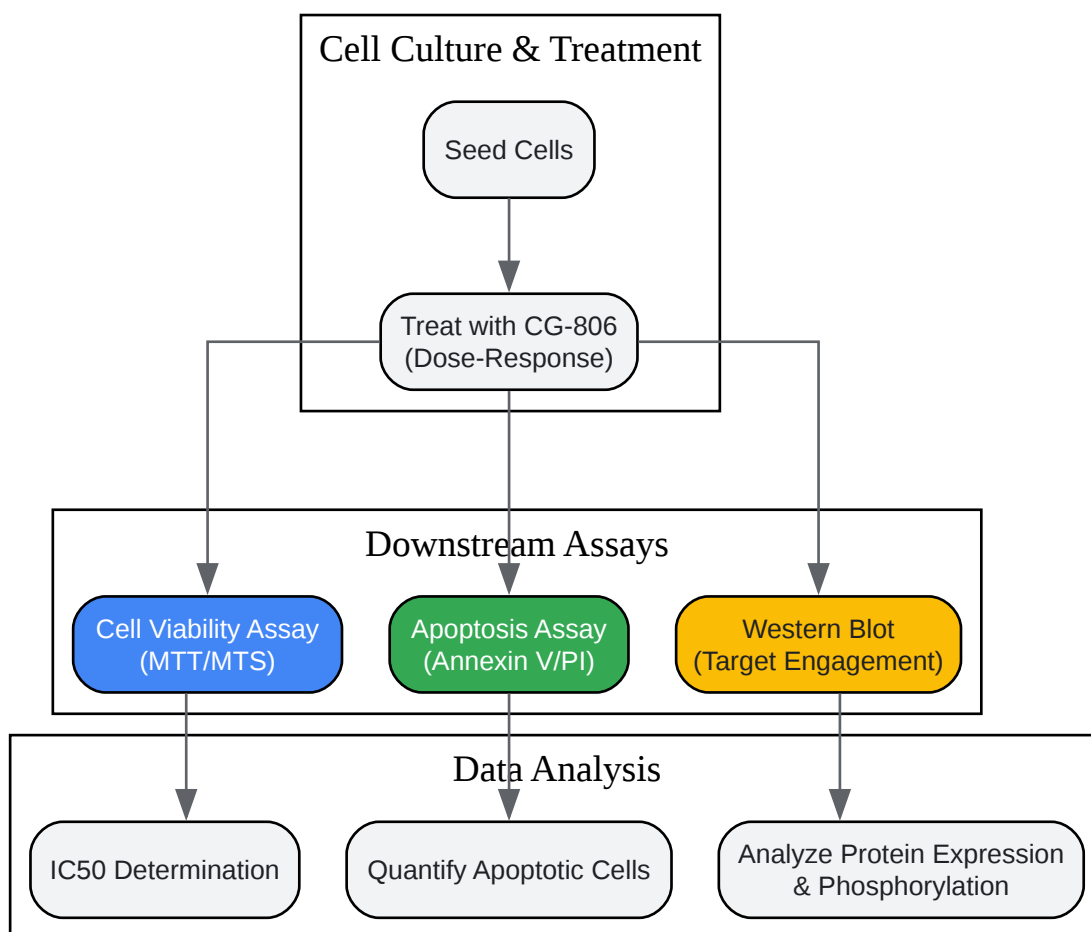 Cell Culture & Treatment
Seed Cells
Treat with CG-806
(Dose-Response)
Downstream Assays
Cell Viability Assay
(MTT/MTS)
Apoptosis Assay
(Annexin V/PI)
Western Blot
(Target Engagement)
Data Analysis
IC50 Determination
Quantify Apoptotic Cells
Analyze Protein Expression
& Phosphorylation